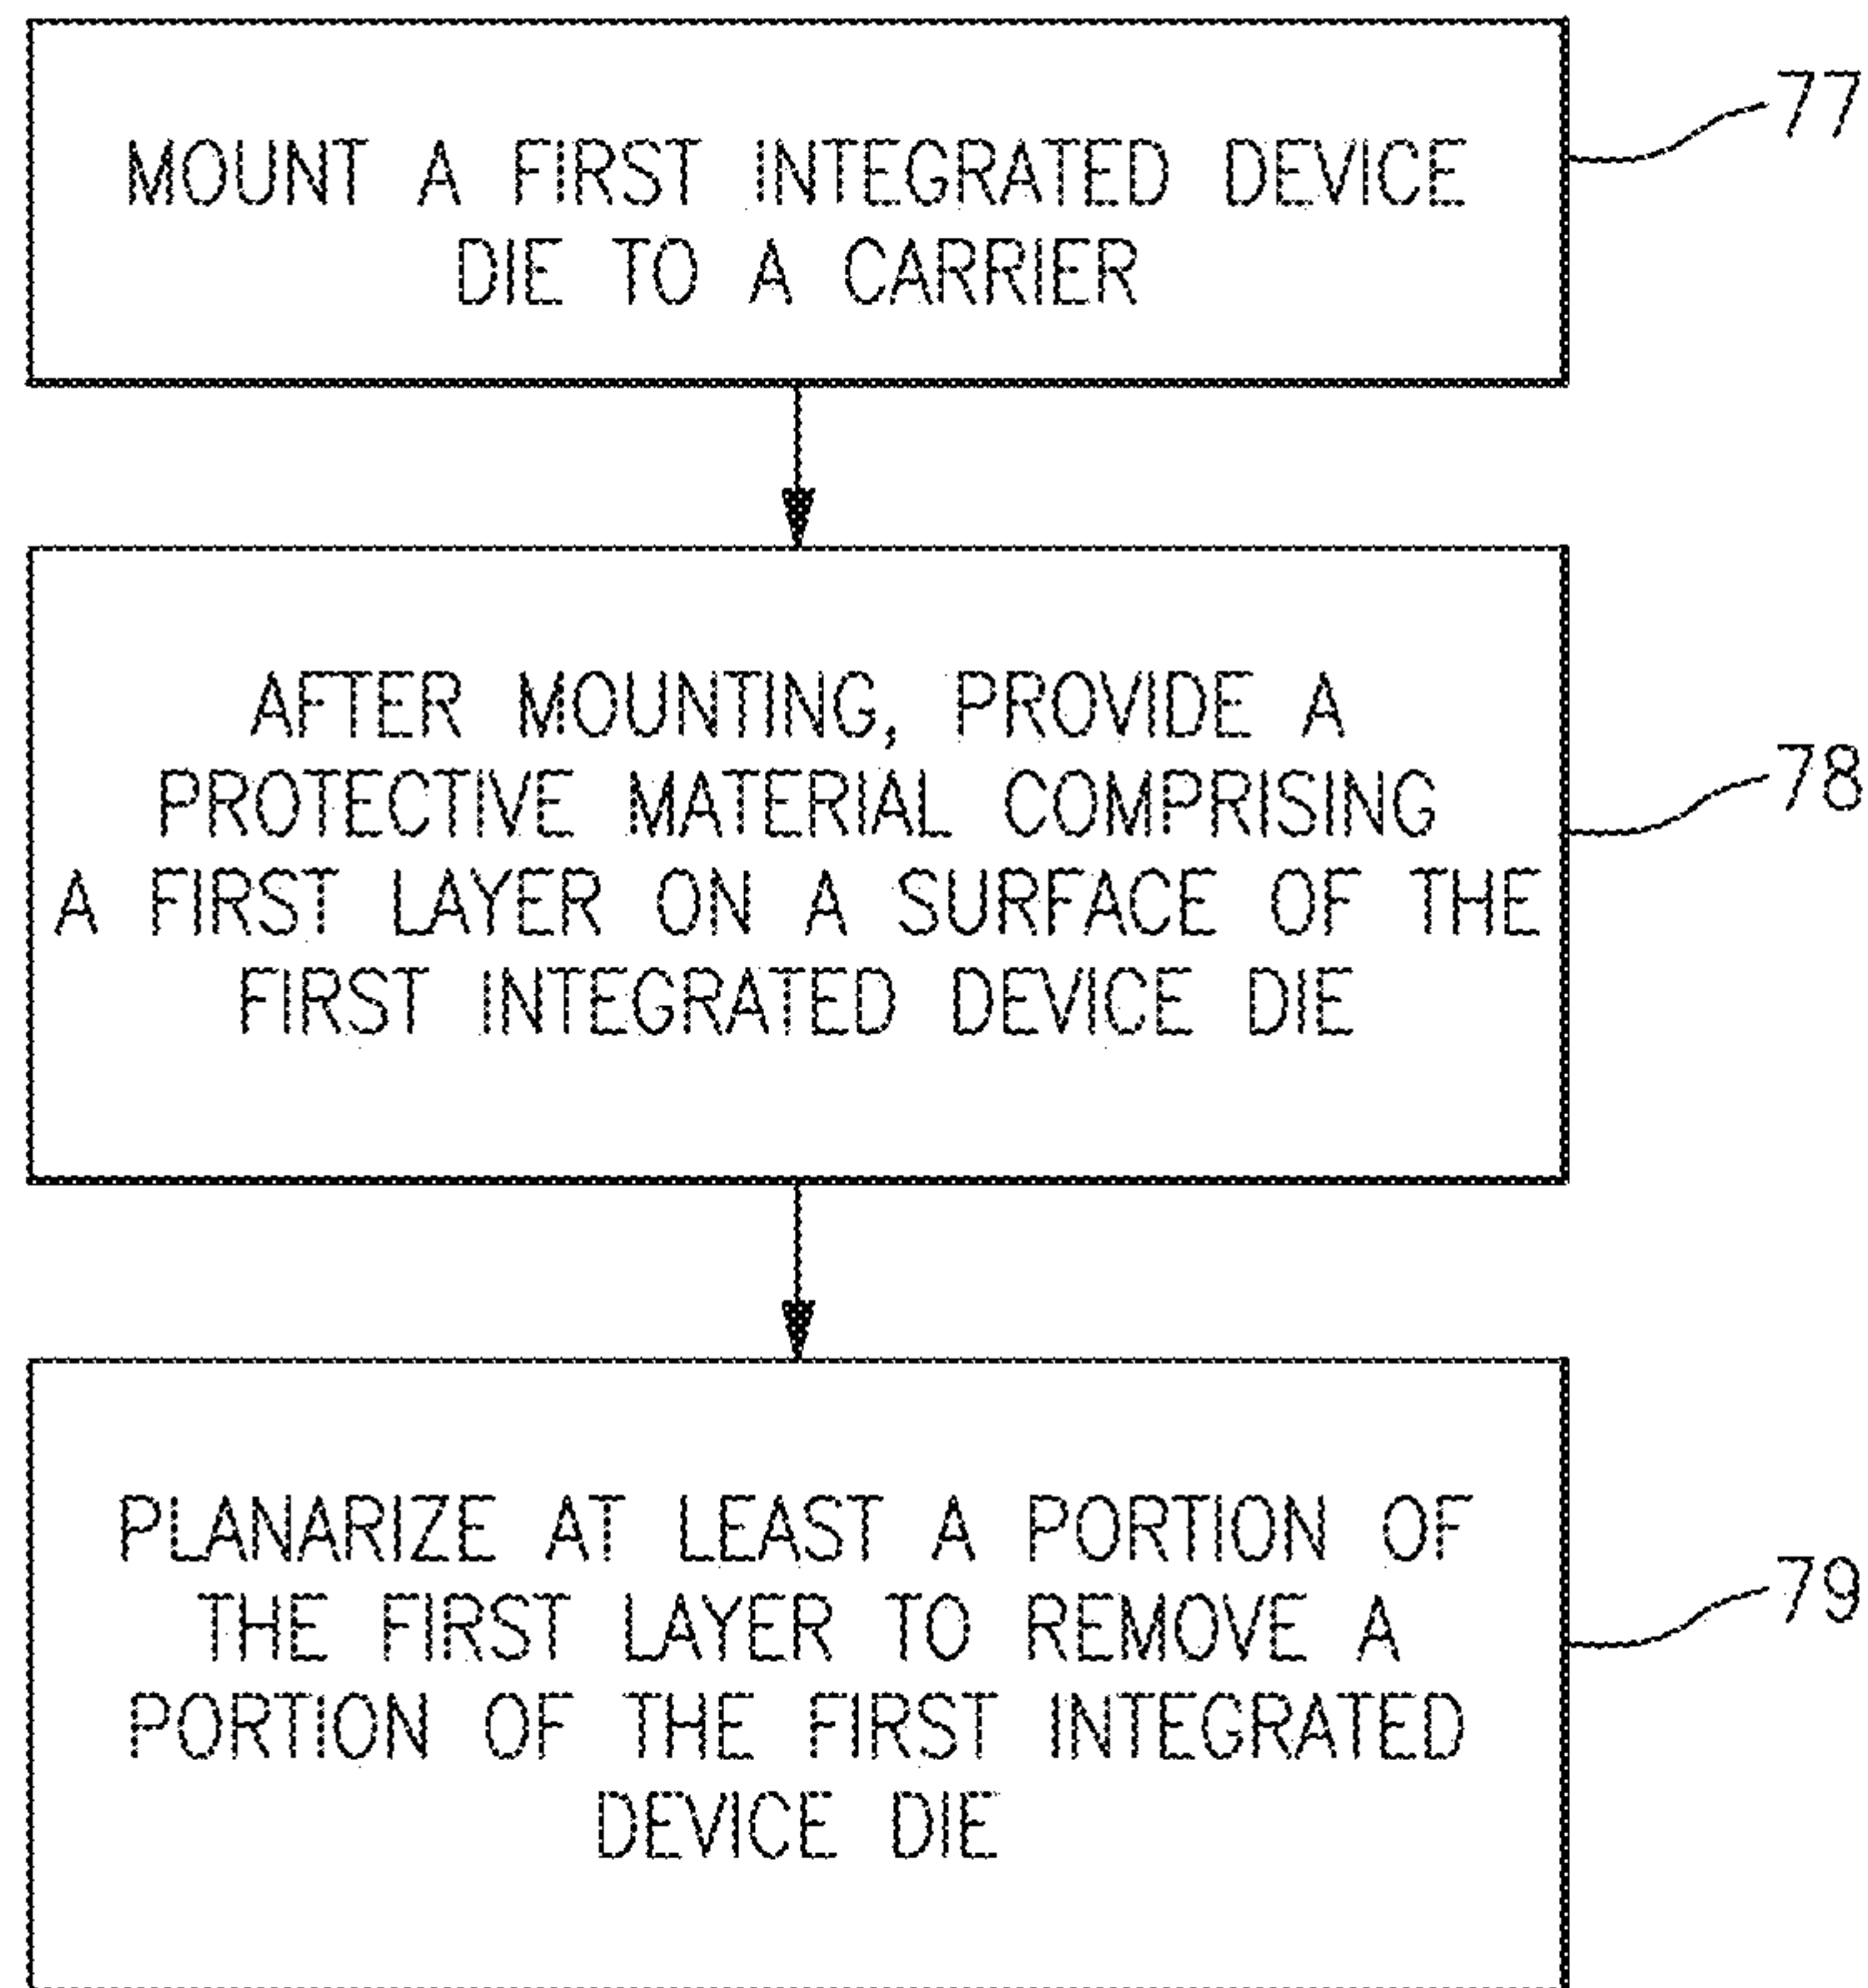 MOUNT A FIRST INTEGRATED DEVICE
DIE TO A CARRIER
77
AFTER MOUNTING, PROVIDE A
PROTECTIVE MATERIAL COMPRISING
A FIRST LAYER ON A SURFACE OF THE
FIRST INTEGRATED DEVICE DIE
78
PLANARIZE AT LEAST A PORTION OF
THE FIRST LAYER TO REMOVE A
PORTION OF THE FIRST INTEGRATED
DEVICE DIE
79